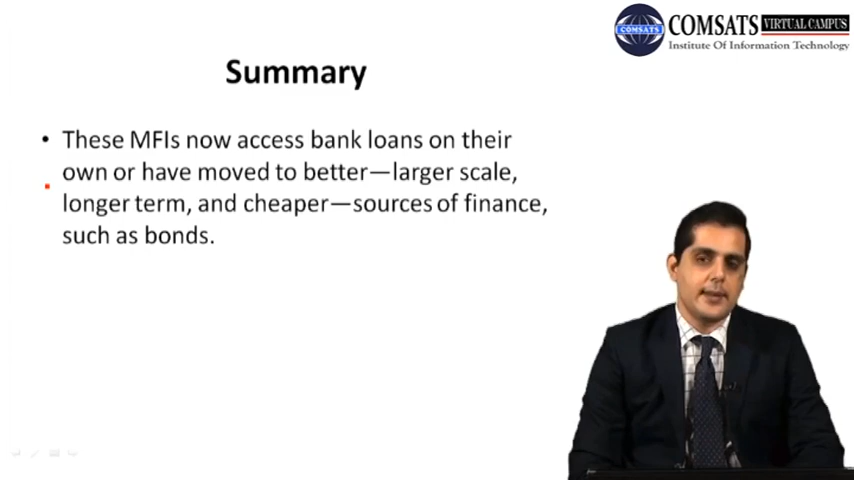 COMSATS
COMSATS VIRTUAL CAMPUS
Institute Of Information Technology
Summary
• These MFIs now access bank loans on their
own or have moved to better—larger scale,
longer term, and cheaper—sources of finance,
such as bonds.